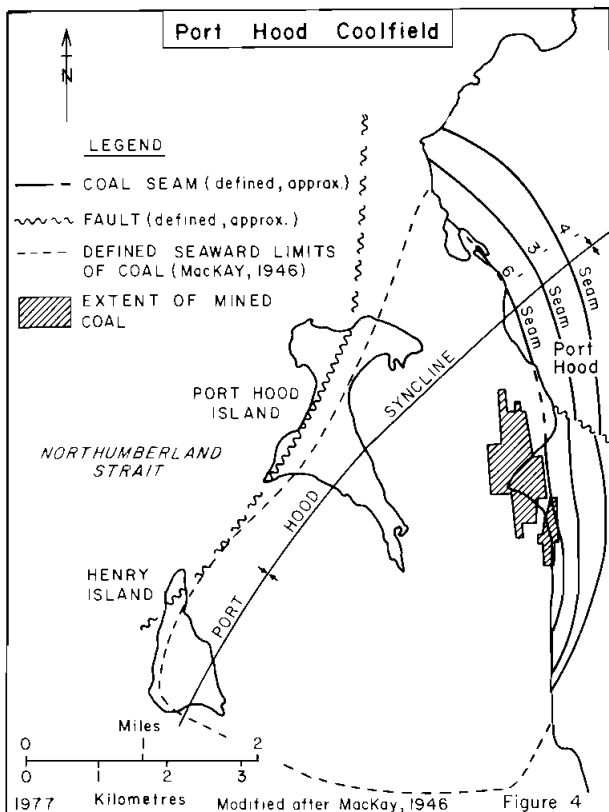 Port Hood Coolfield
N
LEGEND
COAL SEAM (defined, approx.)
FAULT (defined, approx.)
DEFINED SEAWARD LIMITS
OF COAL (MacKAY, 1946)
EXTENT OF MINED
COAL
4' Seam
3' Seam
6' Seam
Port
Hood
PORT HOOD
ISLAND
NORTHUMBERLAND
STRAIT
PORT HOOD SYNCLINE
HENRY
ISLAND
Miles
0 2
0 1 2 3
Kilometres
1977
Modified after MacKay, 1946
Figure 4